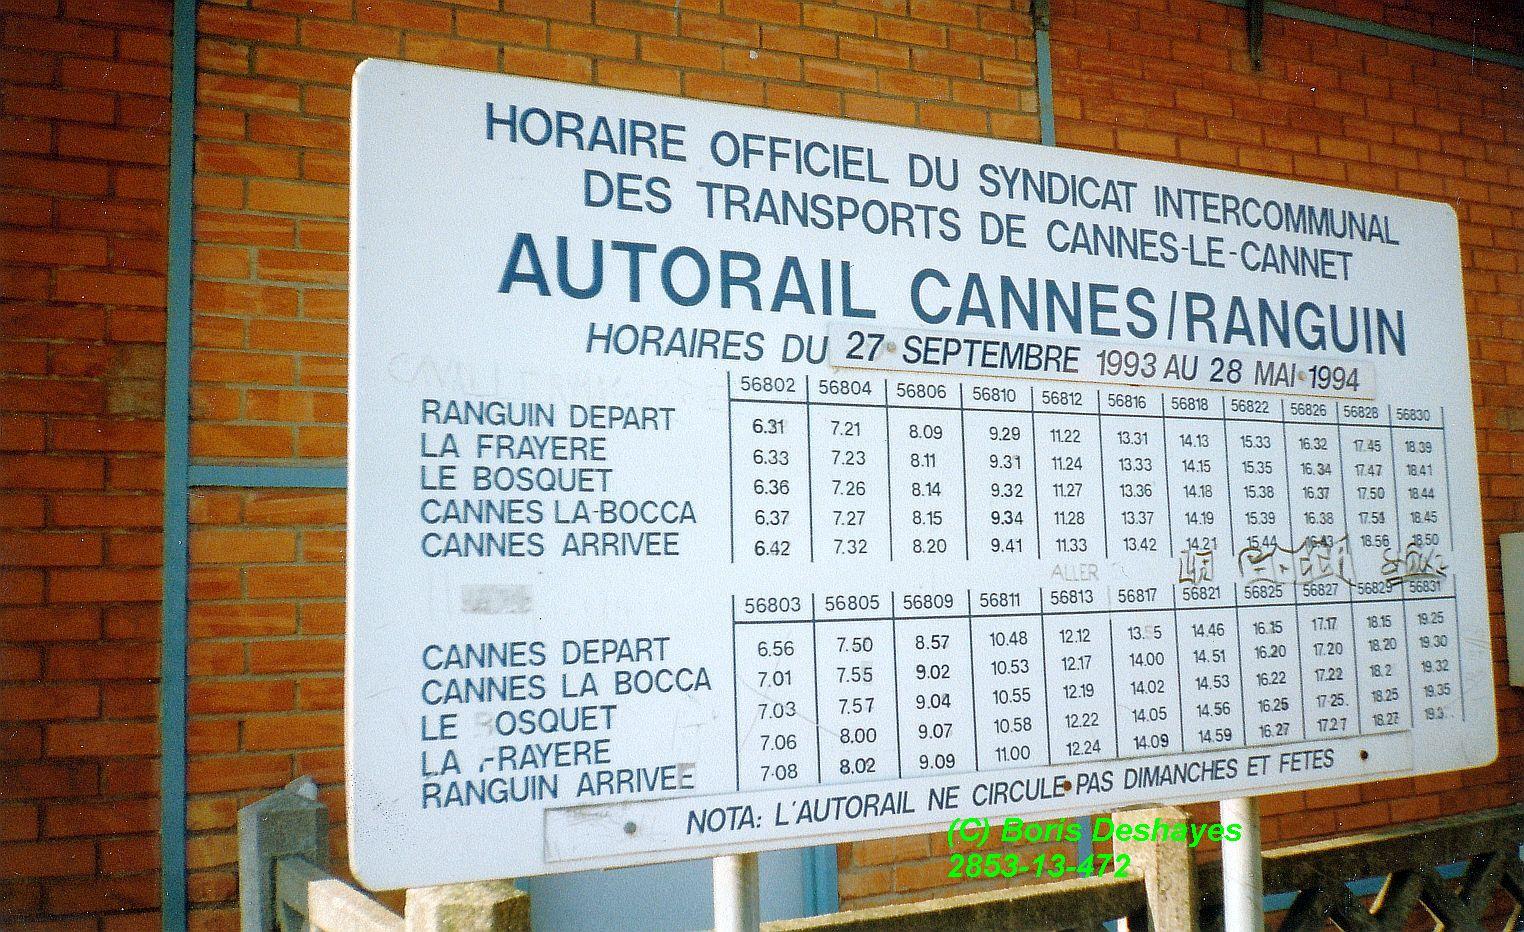 HORAIRE OFFICIEL DU SYNDICAT INTERCOMMUNAL
DES TRANSPORTS DE CANNES-LE-CANNET
AUTORAIL CANNES/RANGUIN
HORAIRES DU 27 SEPTEMBRE 1993 AU 28 MAI 1994
56802 56804 56806 56810 56812 56816 56818 56822 56826 56828 56830
RANGUIN DEPART 6.31 7.21 8.09 9.29 11.22 13.31 14.13 15.33 16.32 17.45 18.39
LA FRAYERE 6.33 7.23 8.11 9.31 11.24 13.33 14.15 15.35 16.34 17.47 18.41
LE BOSQUET 6.36 7.26 8.14 9.32 11.27 13.36 14.18 15.38 16.37 17.50 18.44
CANNES LA-BOCCA 6.37 7.27 8.15 9.34 11.28 13.37 14.19 15.39 16.38 17.51 18.45
CANNES ARRIVEE 6.42 7.32 8.20 9.41 11.33 13.42 14.21 15.44 16.43 18.56 18.50
ALLER
56803 56805 56809 56811 56813 56817 56821 56825 56827 56829 56831
CANNES DEPART 6.56 7.50 8.57 10.48 12.12 13. 5 14.46 16.15 17.17 18.15 19.25
CANNES LA BOCCA 7.01 7.55 9.02 10.53 12.17 14.00 14.51 16.20 17.20 18.20 19.30
LE OSQUET 7.03 7.57 9.04 10.55 12.19 14.02 14.53 16.22 17.22 18.2 19.32
LA FRAYERE 7.06 8.00 9.07 10.58 12.22 14.05 14.56 16.25 17.25. 18.25 19.35
RANGUIN ARRIVEE 7.08 8.02 9.09 11.00 12.24 14.09 14.59 16.27 17.27 18.27 19.3
NOTA: L'AUTORAIL NE CIRCULE PAS DIMANCHES ET FETES
(C) Boris Deshayes
2853-13-472